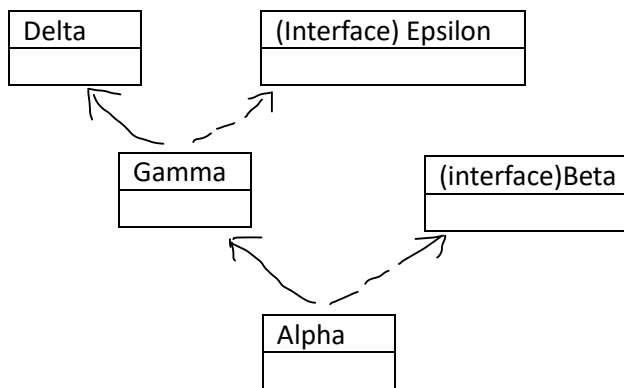 Delta
(Interface) Epsilon
Gamma
(interface)Beta
Alpha